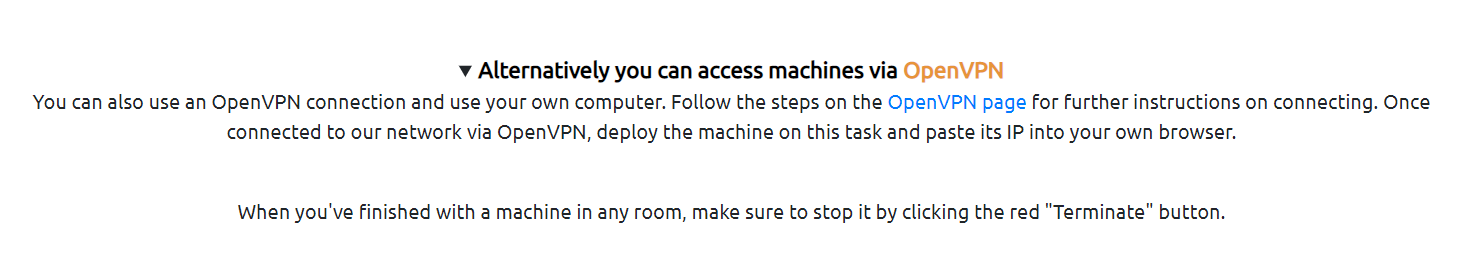 ▼ Alternatively you can access machines via OpenVPN
You can also use an OpenVPN connection and use your own computer. Follow the steps on the OpenVPN page for further instructions on connecting. Once
connected to our network via OpenVPN, deploy the machine on this task and paste its IP into your own browser.
When you've finished with a machine in any room, make sure to stop it by clicking the red "Terminate" button.